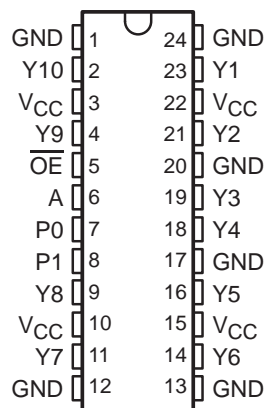 GND 1 24 GND
Y10 2 23 Y1
VCC 3 22 VCC
Y9 4 21 Y2
O̅E̅ 5 20 GND
A 6 19 Y3
P0 7 18 Y4
P1 8 17 GND
Y8 9 16 Y5
VCC 10 15 VCC
Y7 11 14 Y6
GND 12 13 GND